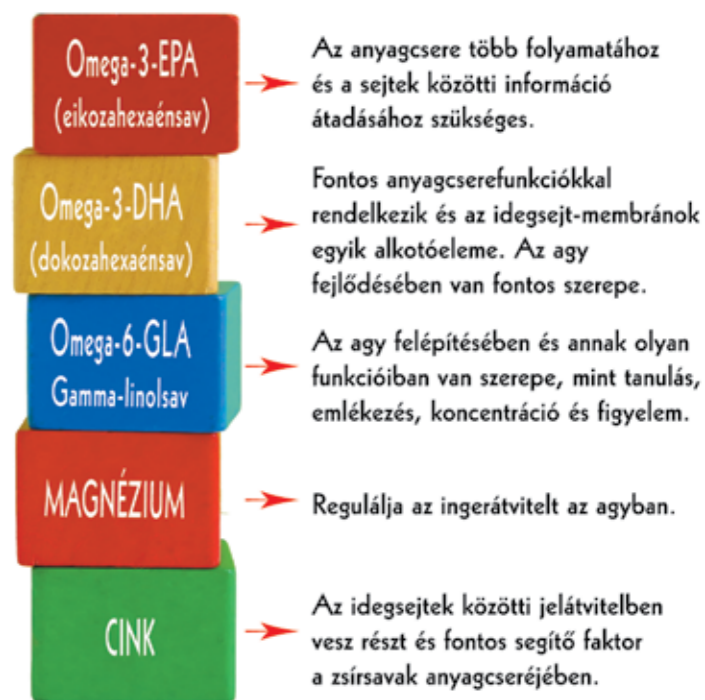 Omega-3-EPA
(eikozahexaénsav)
Az anyagcsere több folyamatához
és a sejtek közötti információ
átadásához szükséges.
Omega-3-DHA
(dokozahexaénsav)
Fontos anyagcserefunkciókkal
rendelkezik és az idegsejt-membránok
egyik alkotóeleme. Az agy
fejlődésében van fontos szerepe.
Omega-6-GLA
Gamma-linolsav
Az agy felépítésében és annak olyan
funkcióiban van szerepe, mint tanulás,
emlékezés, koncentráció és figyelem.
MAGNÉZIUM
Regulálja az ingerátvitelt az agyban.
CINK
Az idegsejtek közötti jelátvitelben
vesz részt és fontos segítő faktor
a zsírsavak anyagcseréjében.